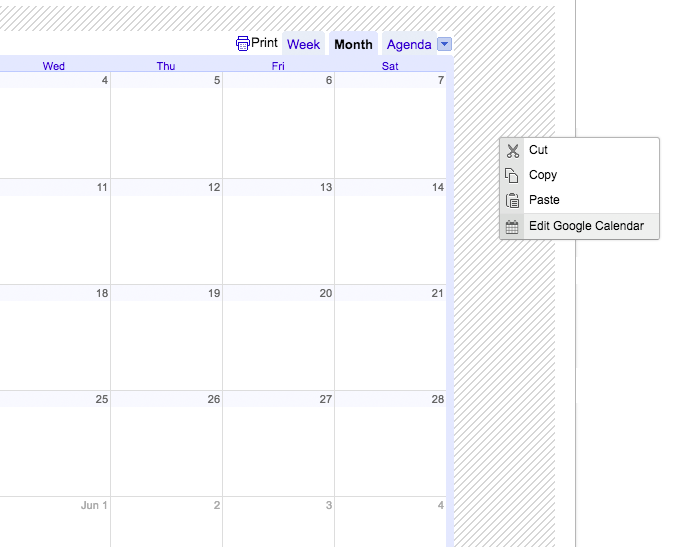 Print Week Month Agenda
Wed Thu Fri Sat
4 5 6 7
Cut
Copy
Paste
Edit Google Calendar
11 12 13 14
18 19 20 21
25 26 27 28
Jun 1 2 3 4